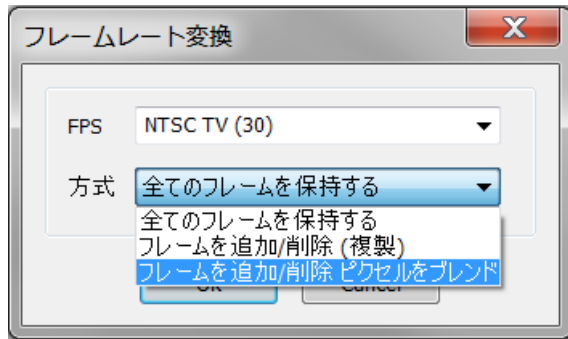 フレームレート変換
FPS NTSC TV (30)
方式 全てのフレームを保持する
全てのフレームを保持する
フレームを追加/削除 (複製)
フレームを追加/削除 ピクセルをブレンド
OK Cancel